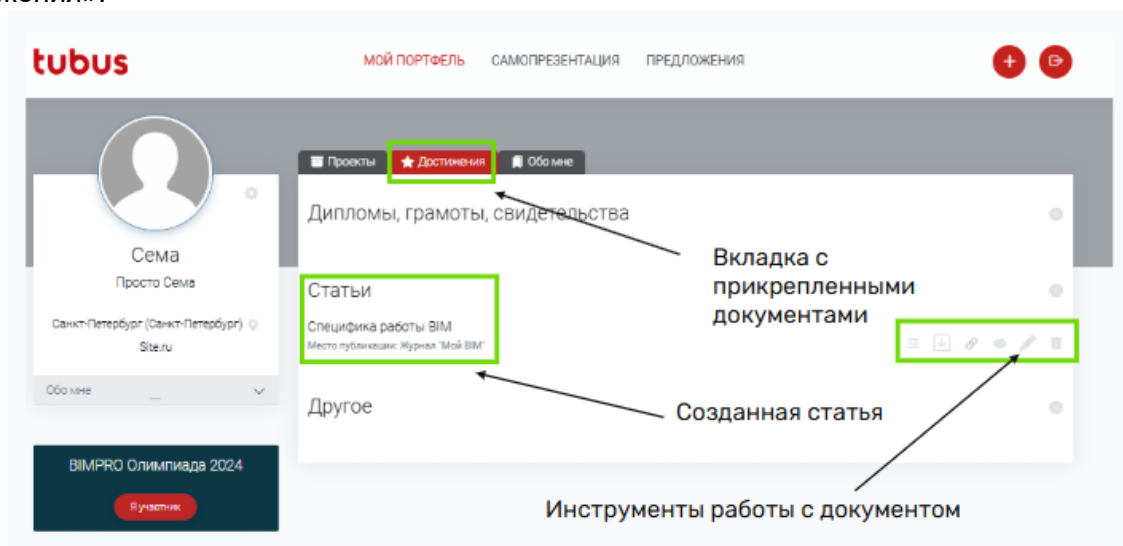 tubus
МОЙ ПОРТФЕЛЬ САМОПРЕЗЕНТАЦИЯ ПРЕДЛОЖЕНИЯ
Проекты Достижения Обо мне
Дипломы, грамоты, свидетельства
Сема
Просто Сема
Санкт-Петербург (Санкт-Петербург)
Site.ru
Обо мне
BIMPRO Олимпиада 2024
Я участник
Статьи
Специфика работы BIM
Место публикации: Журнал "Мой BIM"
Другое
Вкладка с
прикрепленными
документами
Созданная статья
Инструменты работы с документом